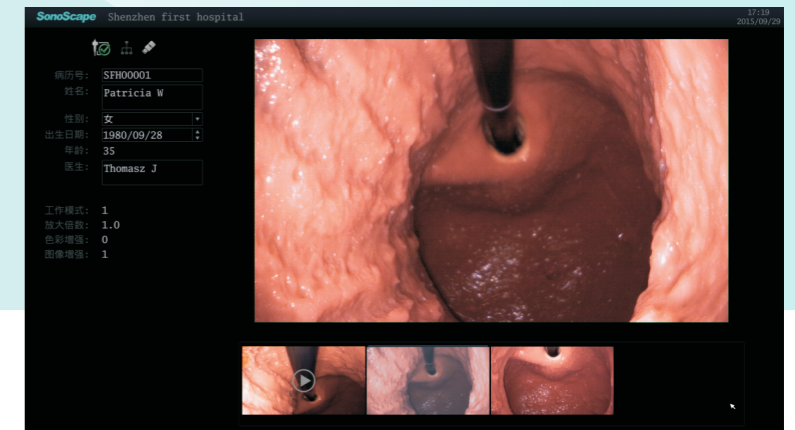 SonoScape Shenzhen first hospital
17:19
2015/09/29
病历号: SFH00001
姓名: Patricia W
性别: 女
出生日期: 1980/09/28
年龄: 35
医生: Thomasz J
工作模式: 1
放大倍数: 1.0
色彩增强: 0
图像增强: 1